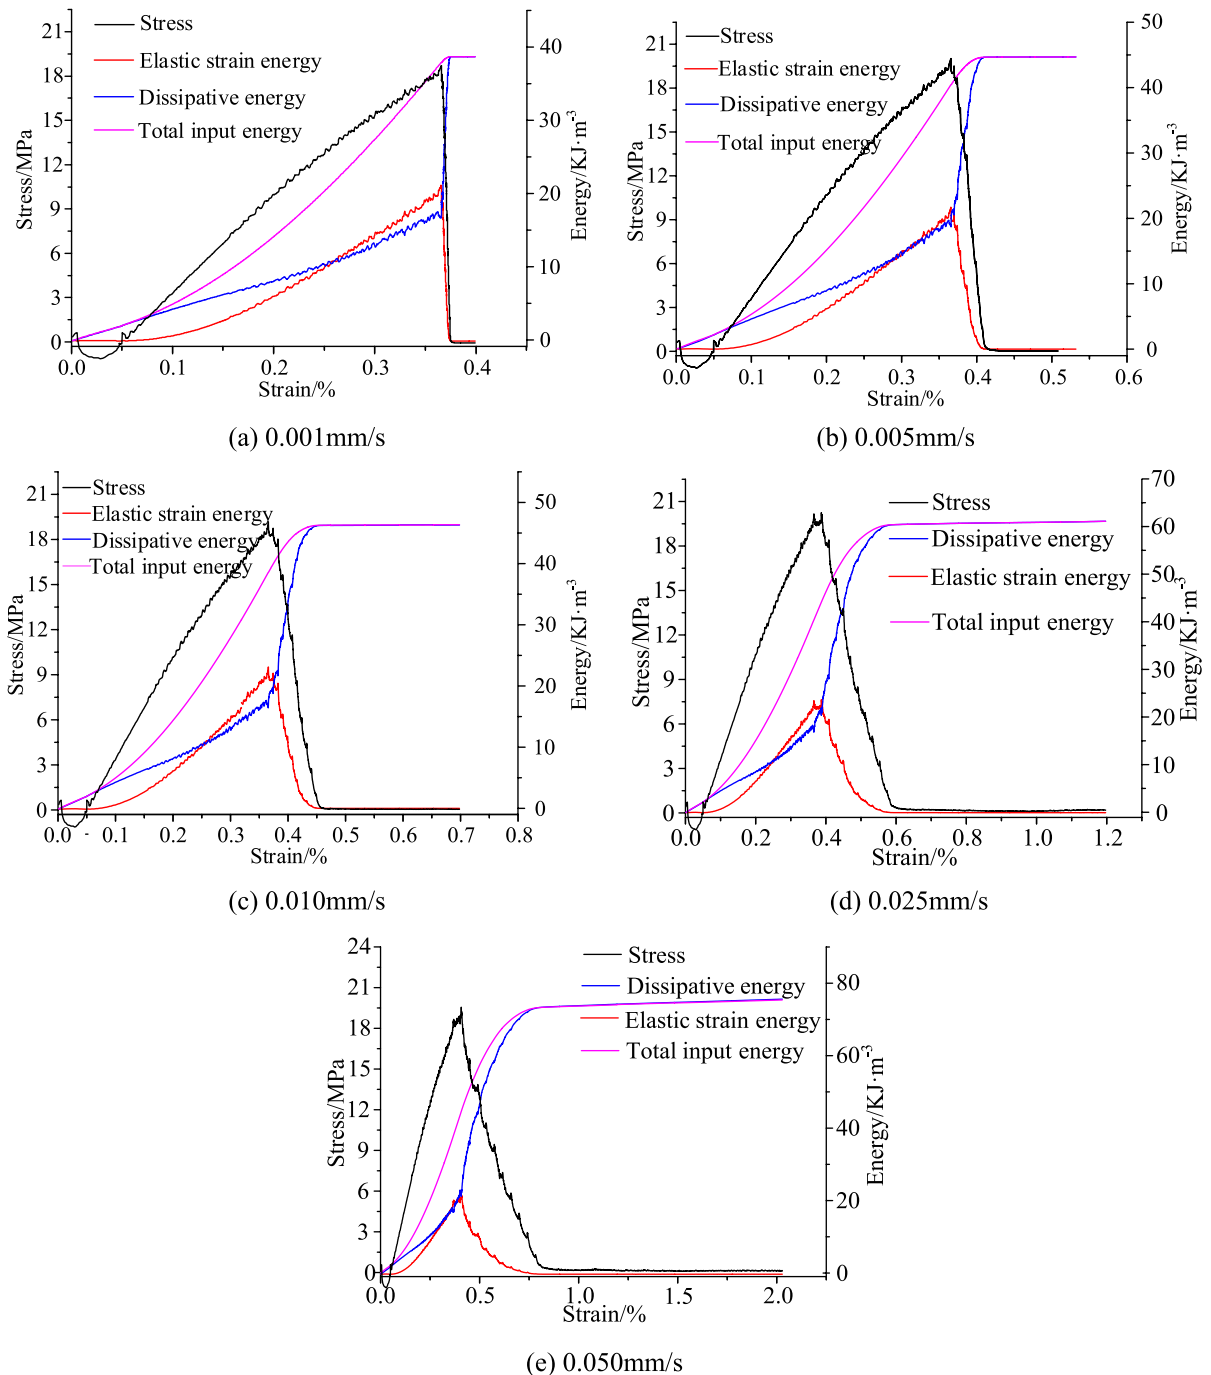 Stress
Elastic strain energy
Dissipative energy
Total input energy
Stress/MPa
21
18
15
12
9
6
3
0
Energy/KJ·m⁻³
40
30
20
10
0
0.0 0.1 0.2 0.3 0.4
Strain/%
(a) 0.001mm/s
Stress
Elastic strain energy
Dissipative energy
Total input energy
Stress/MPa
21
18
15
12
9
6
3
0
Energy/KJ·m⁻³
50
40
30
20
10
0
0.0 0.1 0.2 0.3 0.4 0.5 0.6
Strain/%
(b) 0.005mm/s
Stress
Elastic strain energy
Dissipative energy
Total input energy
Stress/MPa
21
18
15
12
9
6
3
0
Energy/KJ·m⁻³
50
40
30
20
10
0
0.0 0.1 0.2 0.3 0.4 0.5 0.6 0.7 0.8
Strain/%
(c) 0.010mm/s
Stress
Dissipative energy
Elastic strain energy
Total input energy
Stress/MPa
21
18
15
12
9
6
3
0
Energy/KJ·m⁻³
70
60
50
40
30
20
10
0
0.0 0.2 0.4 0.6 0.8 1.0 1.2
Strain/%
(d) 0.025mm/s
Stress
Dissipative energy
Elastic strain energy
Total input energy
Stress/MPa
24
21
18
15
12
9
6
3
0
Energy/KJ·m⁻³
80
60
40
20
0
0.0 0.5 1.0 1.5 2.0
Strain/%
(e) 0.050mm/s